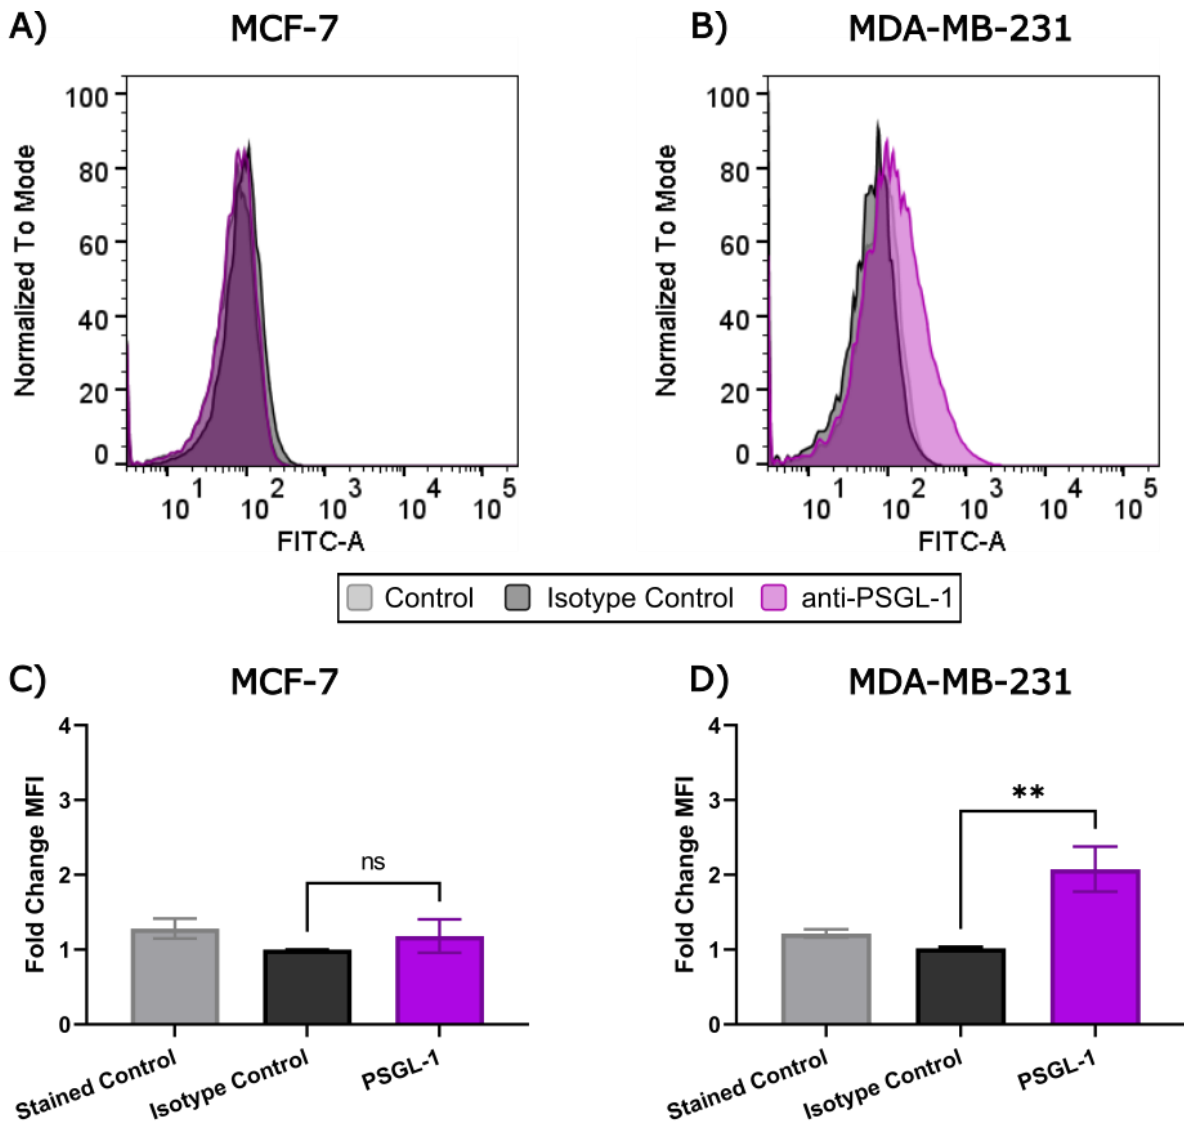 A) MCF-7
B) MDA-MB-231
Normalized To Mode
100
80
60
40
20
0
10^1 10^2 10^3 10^4 10^5
FITC-A
Normalized To Mode
100
80
60
40
20
0
10^1 10^2 10^3 10^4 10^5
FITC-A
Control Isotype Control anti-PSGL-1
C) MCF-7
D) MDA-MB-231
Fold Change MFI
4
3
2
1
0
ns
Stained Control
Isotype Control
PSGL-1
Fold Change MFI
4
3
2
1
0
**
Stained Control
Isotype Control
PSGL-1